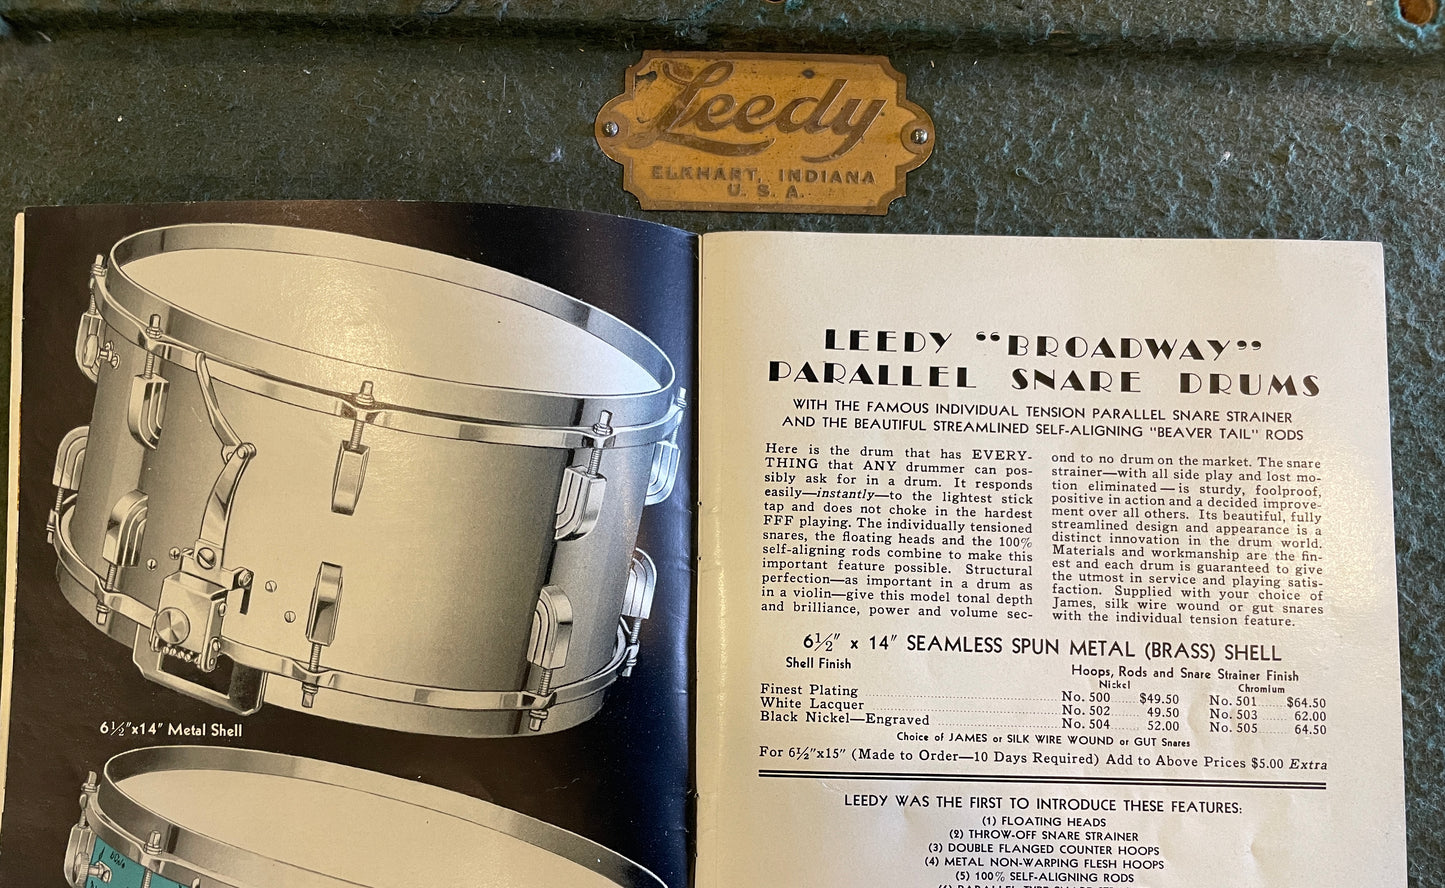 Leedy
ELKHART, INDIANA
U. S. A.
6½"x14" Metal Shell
LEEDY "BROADWAY"
PARALLEL SNARE DRUMS
WITH THE FAMOUS INDIVIDUAL TENSION PARALLEL SNARE STRAINER
AND THE BEAUTIFUL STREAMLINED SELF-ALIGNING "BEAVER TAIL" RODS
Here is the drum that has EVERY-
THING that ANY drummer can pos-
sibly ask for in a drum. It responds
easily—instantly—to the lightest stick
tap and does not choke in the hardest
FFF playing. The individually tensioned
snares, the floating heads and the 100%
self-aligning rods combine to make this
important feature possible. Structural
perfection—as important in a drum as
in a violin—give this model tonal depth
and brilliance, power and volume sec-
ond to no drum on the market. The snare
strainer—with all side play and lost mo-
tion eliminated—is sturdy, foolproof,
positive in action and a decided improve-
ment over all others. Its beautiful, fully
streamlined design and appearance is a
distinct innovation in the drum world.
Materials and workmanship are the fin-
est and each drum is guaranteed to give
the utmost in service and playing satis-
faction. Supplied with your choice of
James, silk wire wound or gut snares
with the individual tension feature.
6½" x 14" SEAMLESS SPUN METAL (BRASS) SHELL
Shell Finish Hoops, Rods and Snare Strainer Finish
Nickel Chromium
Finest Plating No. 500 $49.50 No. 501 $64.50
White Lacquer No. 502 49.50 No. 503 62.00
Black Nickel—Engraved No. 504 52.00 No. 505 64.50
Choice of JAMES or SILK WIRE WOUND or GUT Snares
For 6½"x15" (Made to Order—10 Days Required) Add to Above Prices $5.00 Extra
LEEDY WAS THE FIRST TO INTRODUCE THESE FEATURES:
(1) FLOATING HEADS
(2) THROW-OFF SNARE STRAINER
(3) DOUBLE FLANGED COUNTER HOOPS
(4) METAL NON-WARPING FLESH HOOPS
(5) 100% SELF-ALIGNING RODS